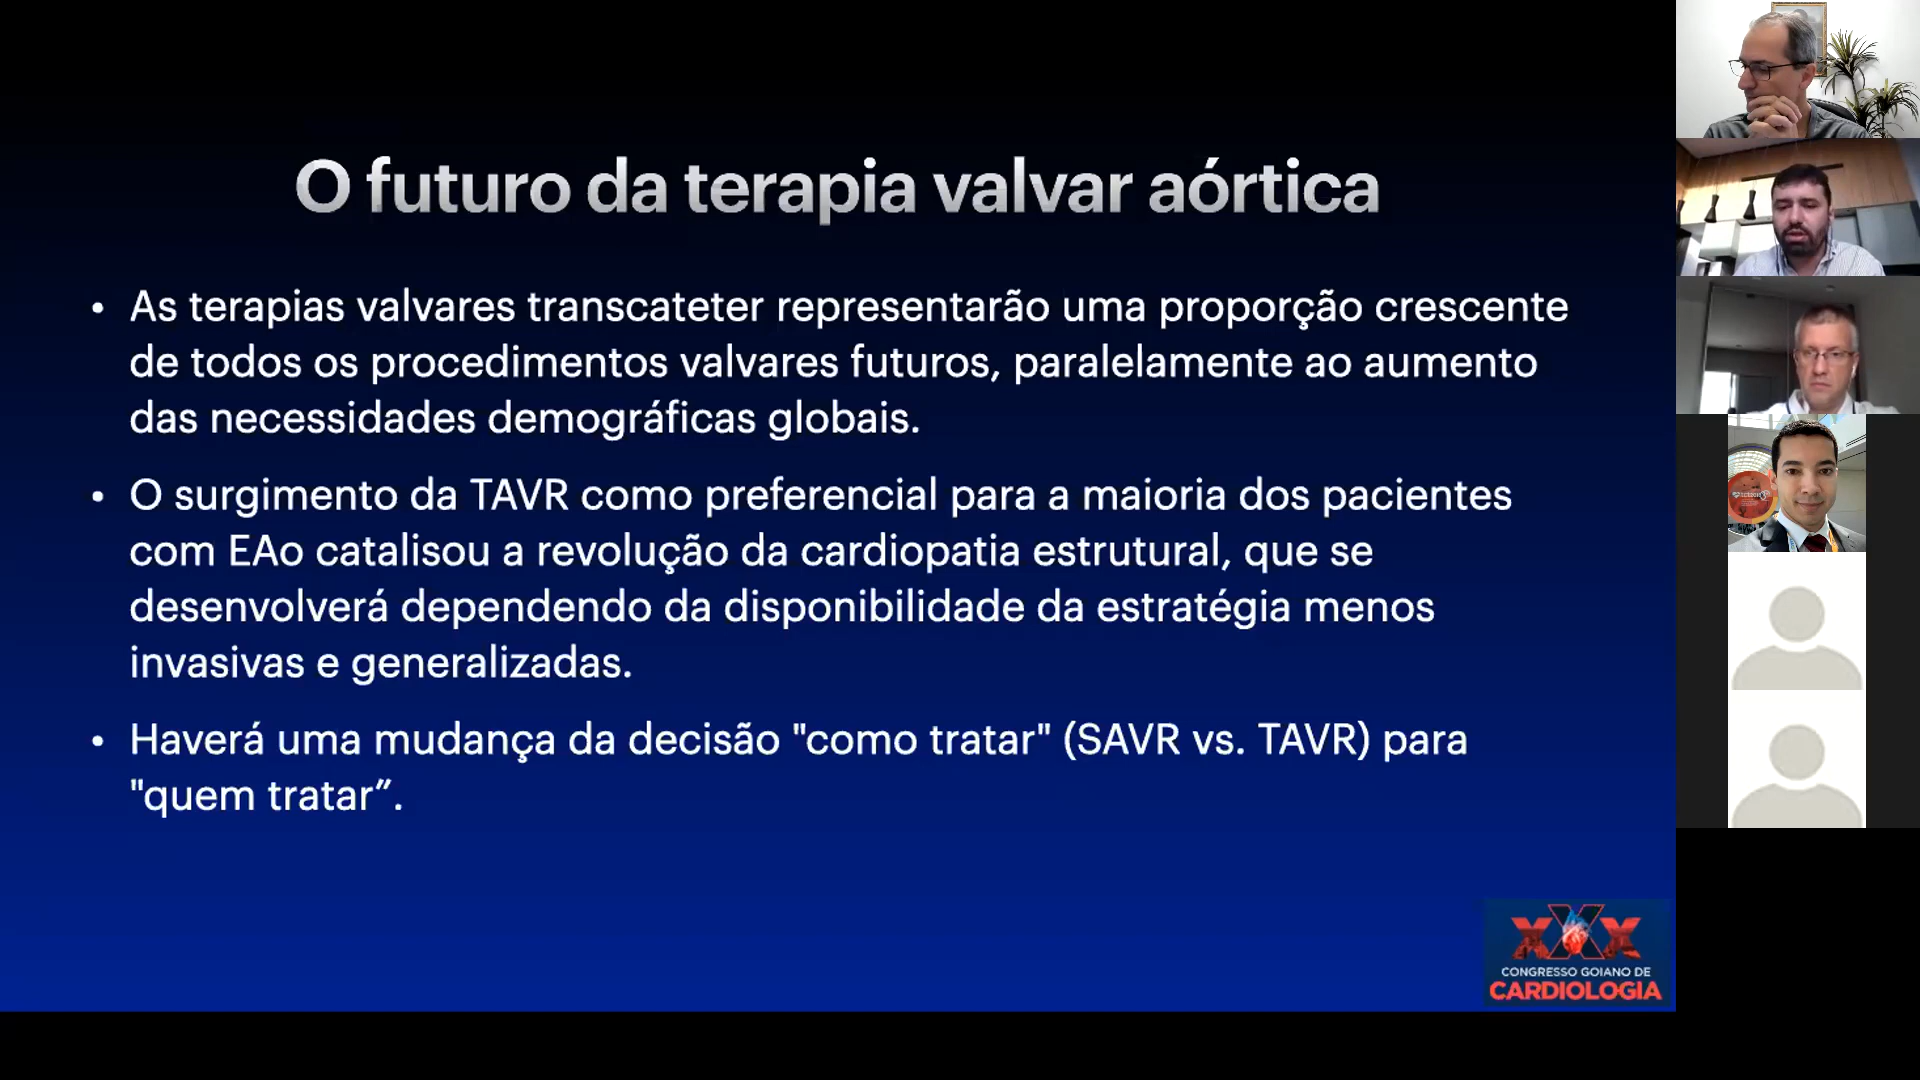 O futuro da terapia valvar aórtica
• As terapias valvares transcateter representarão uma proporção crescente
de todos os procedimentos valvares futuros, paralelamente ao aumento
das necessidades demográficas globais.
• O surgimento da TAVR como preferencial para a maioria dos pacientes
com EAo catalisou a revolução da cardiopatia estrutural, que se
desenvolverá dependendo da disponibilidade da estratégia menos
invasivas e generalizadas.
• Haverá uma mudança da decisão "como tratar" (SAVR vs. TAVR) para
"quem tratar”.
XXX
CONGRESSO GOIANO DE
CARDIOLOGIA